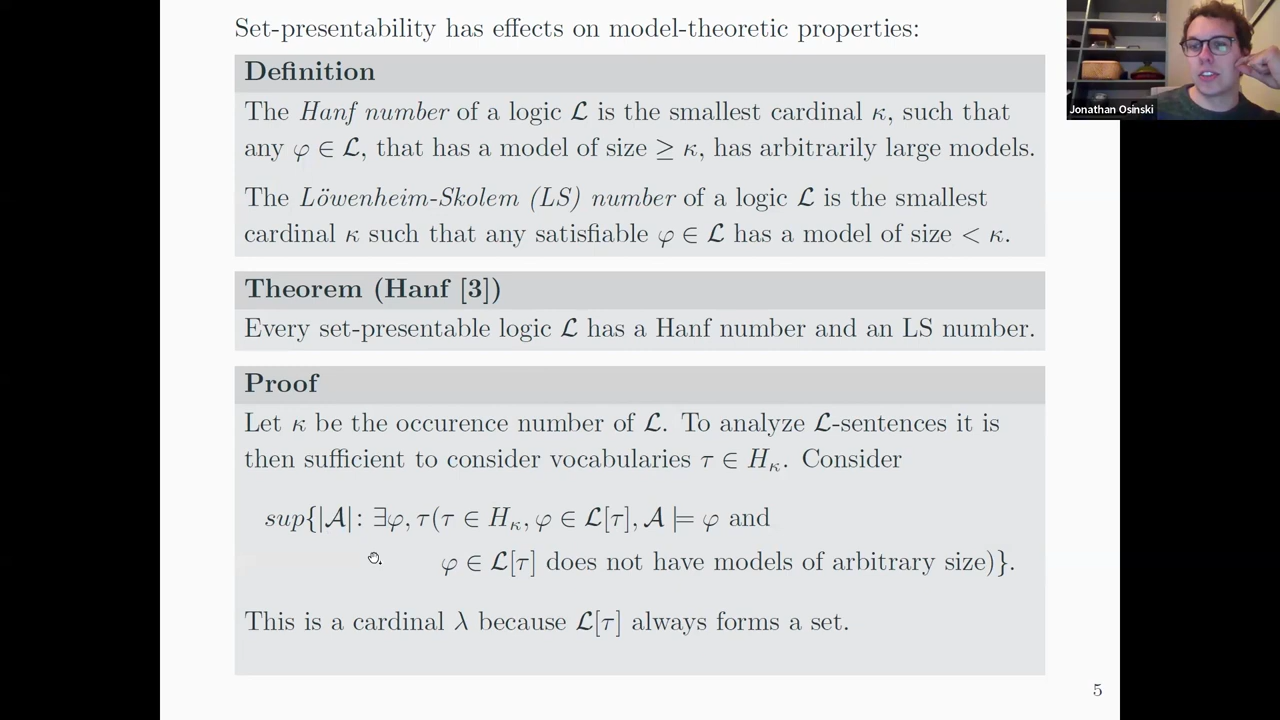 Set-presentability has effects on model-theoretic properties:
Definition
The Hanf number of a logic ℒ is the smallest cardinal κ, such that
any φ ∈ ℒ, that has a model of size ≥ κ, has arbitrarily large models.
The Löwenheim-Skolem (LS) number of a logic ℒ is the smallest
cardinal κ such that any satisfiable φ ∈ ℒ has a model of size < κ.
Theorem (Hanf [3])
Every set-presentable logic ℒ has a Hanf number and an LS number.
Proof
Let κ be the occurence number of ℒ. To analyze ℒ-sentences it is
then sufficient to consider vocabularies τ ∈ H_κ. Consider
sup{|𝒜|: ∃φ, τ(τ ∈ H_κ, φ ∈ ℒ[τ], 𝒜 ⊨ φ and
φ ∈ ℒ[τ] does not have models of arbitrary size)}.
This is a cardinal λ because ℒ[τ] always forms a set.
5
Jonathan Osinski